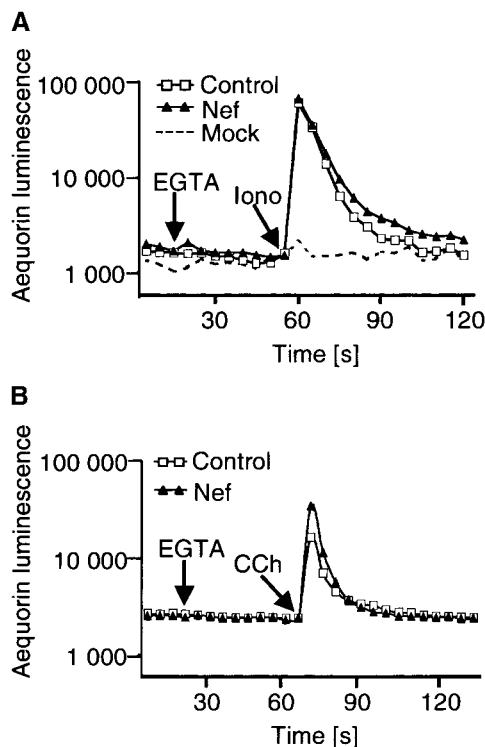 A
Aequorin luminescence
100 000
10 000
1 000
Control
Nef
Mock
EGTA
Iono
30 60 90 120
Time [s]
B
Aequorin luminescence
100 000
10 000
1 000
Control
Nef
EGTA
CCh
30 60 90 120
Time [s]